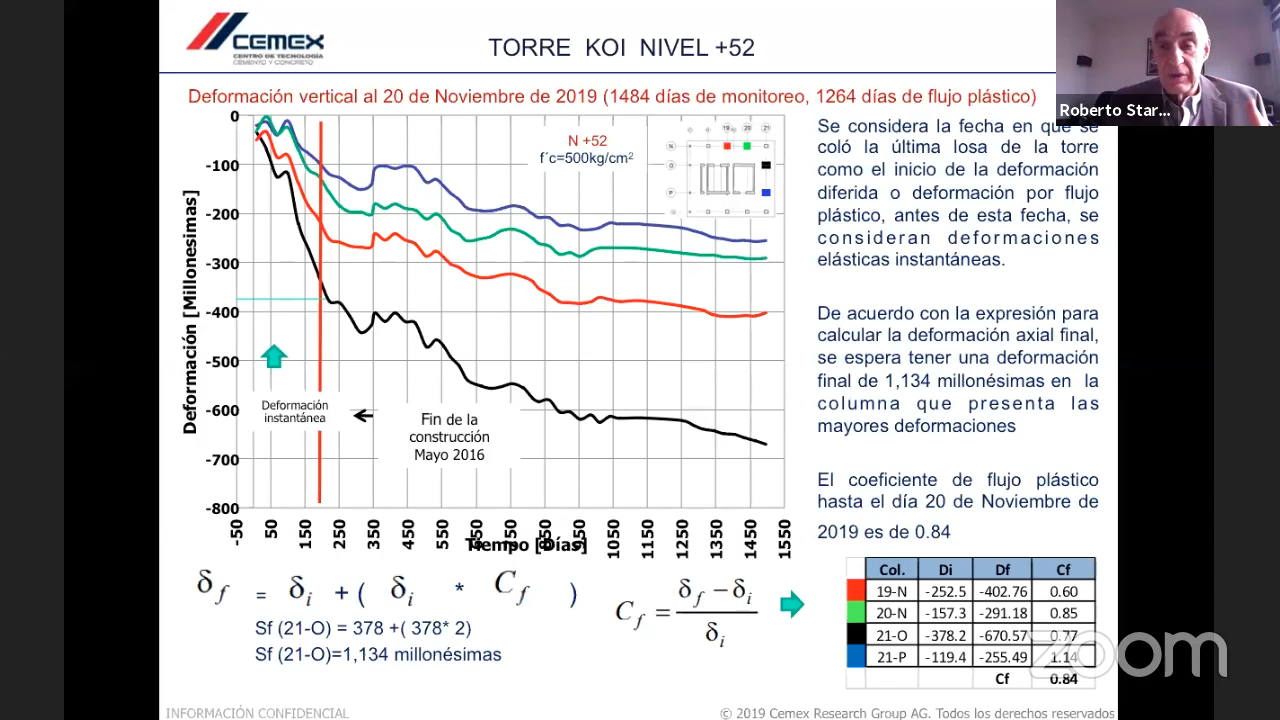 CEMEX
CENTRO DE TECNOLOGÍA
CEMENTO Y CONCRETO
TORRE KOI NIVEL +52
Roberto Star...
Deformación vertical al 20 de Noviembre de 2019 (1484 días de monitoreo, 1264 días de flujo plástico)
Deformación [Millonesimas]
0
-100
-200
-300
-400
-500
-600
-700
-800
N +52
f´c=500kg/cm²
19 20 21
N
O
P
Deformación
instantánea
Fin de la
construcción
Mayo 2016
-50 50 150 250 350 450 550 650 750 850 950 1050 1150 1250 1350 1450 1550
Tiempo [Días]
Se considera la fecha en que se
coló la última losa de la torre
como el inicio de la deformación
diferida o deformación por flujo
plástico, antes de esta fecha, se
consideran deformaciones
elásticas instantáneas.
De acuerdo con la expresión para
calcular la deformación axial final,
se espera tener una deformación
final de 1,134 millonésimas en la
columna que presenta las
mayores deformaciones
El coeficiente de flujo plástico
hasta el día 20 de Noviembre de
2019 es de 0.84
δf = δi + ( δi * Cf )
Sf (21-O) = 378 +( 378* 2)
Sf (21-O)=1,134 millonésimas
Cf = δf − δi
δi
Col. Di Df Cf
19-N -252.5 -402.76 0.60
20-N -157.3 -291.18 0.85
21-O -378.2 -670.57 0.77
21-P -119.4 -255.49 1.14
Cf 0.84
zoom
INFORMACIÓN CONFIDENCIAL
© 2019 Cemex Research Group AG. Todos los derechos reservados